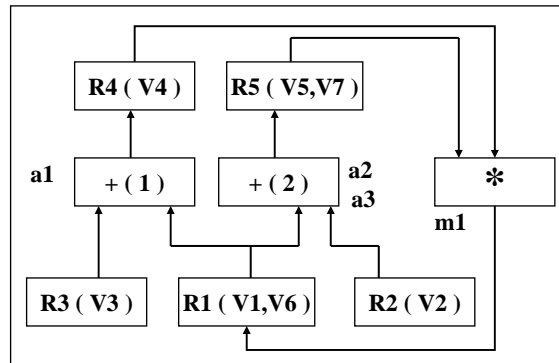 R4 ( V4 )
R5 ( V5,V7 )
a1
+ ( 1 )
+ ( 2 )
a2
a3
*
m1
R3 ( V3 )
R1 ( V1,V6 )
R2 ( V2 )